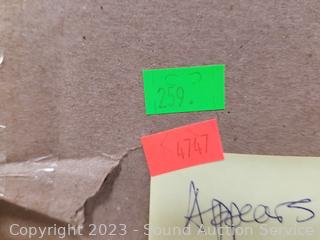 259.
4747
Appears
Copyright 2023 - Sound Auction Service